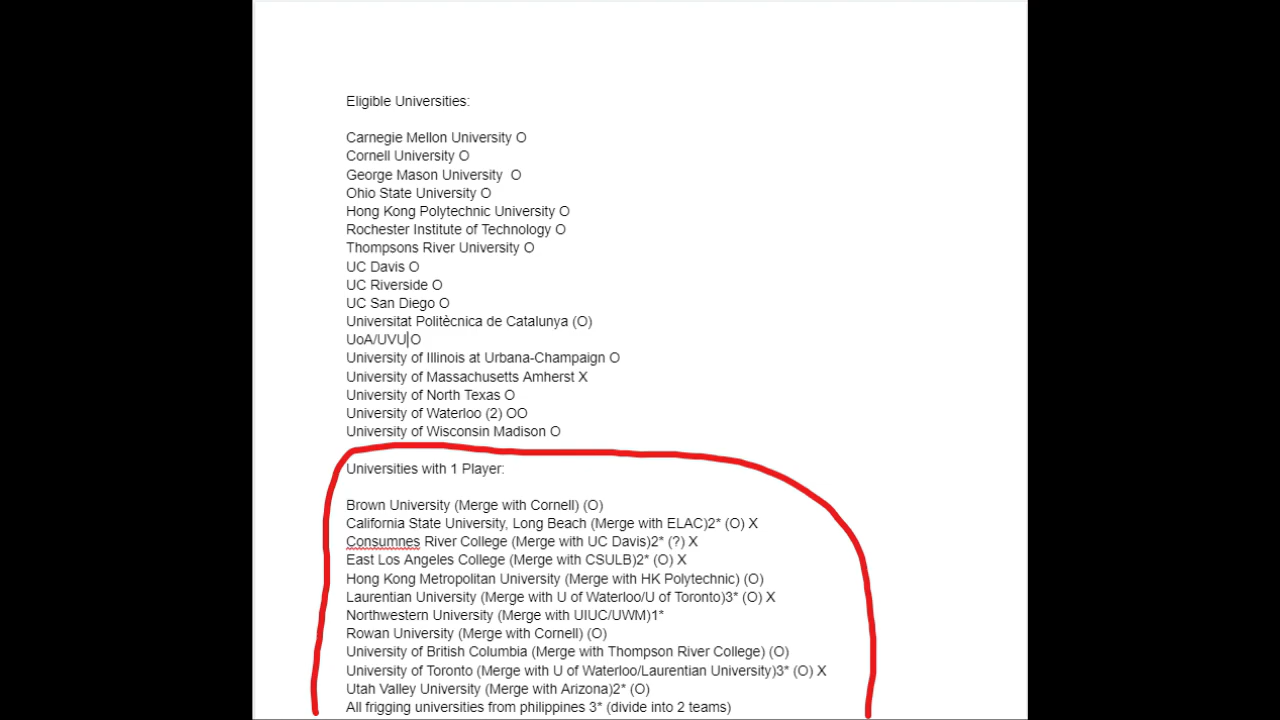 Eligible Universities:
Carnegie Mellon University O
Cornell University O
George Mason University  O
Ohio State University O
Hong Kong Polytechnic University O
Rochester Institute of Technology O
Thompsons River University O
UC Davis O
UC Riverside O
UC San Diego O
Universitat Politècnica de Catalunya (O)
UoA/UVU O
University of Illinois at Urbana-Champaign O
University of Massachusetts Amherst X
University of North Texas O
University of Waterloo (2) OO
University of Wisconsin Madison O
Universities with 1 Player:
Brown University (Merge with Cornell) (O)
California State University, Long Beach (Merge with ELAC)2* (O) X
Consumnes River College (Merge with UC Davis)2* (?) X
East Los Angeles College (Merge with CSULB)2* (O) X
Hong Kong Metropolitan University (Merge with HK Polytechnic) (O)
Laurentian University (Merge with U of Waterloo/U of Toronto)3* (O) X
Northwestern University (Merge with UIUC/UWM)1*
Rowan University (Merge with Cornell) (O)
University of British Columbia (Merge with Thompson River College) (O)
University of Toronto (Merge with U of Waterloo/Laurentian University)3* (O) X
Utah Valley University (Merge with Arizona)2* (O)
All frigging universities from philippines 3* (divide into 2 teams)